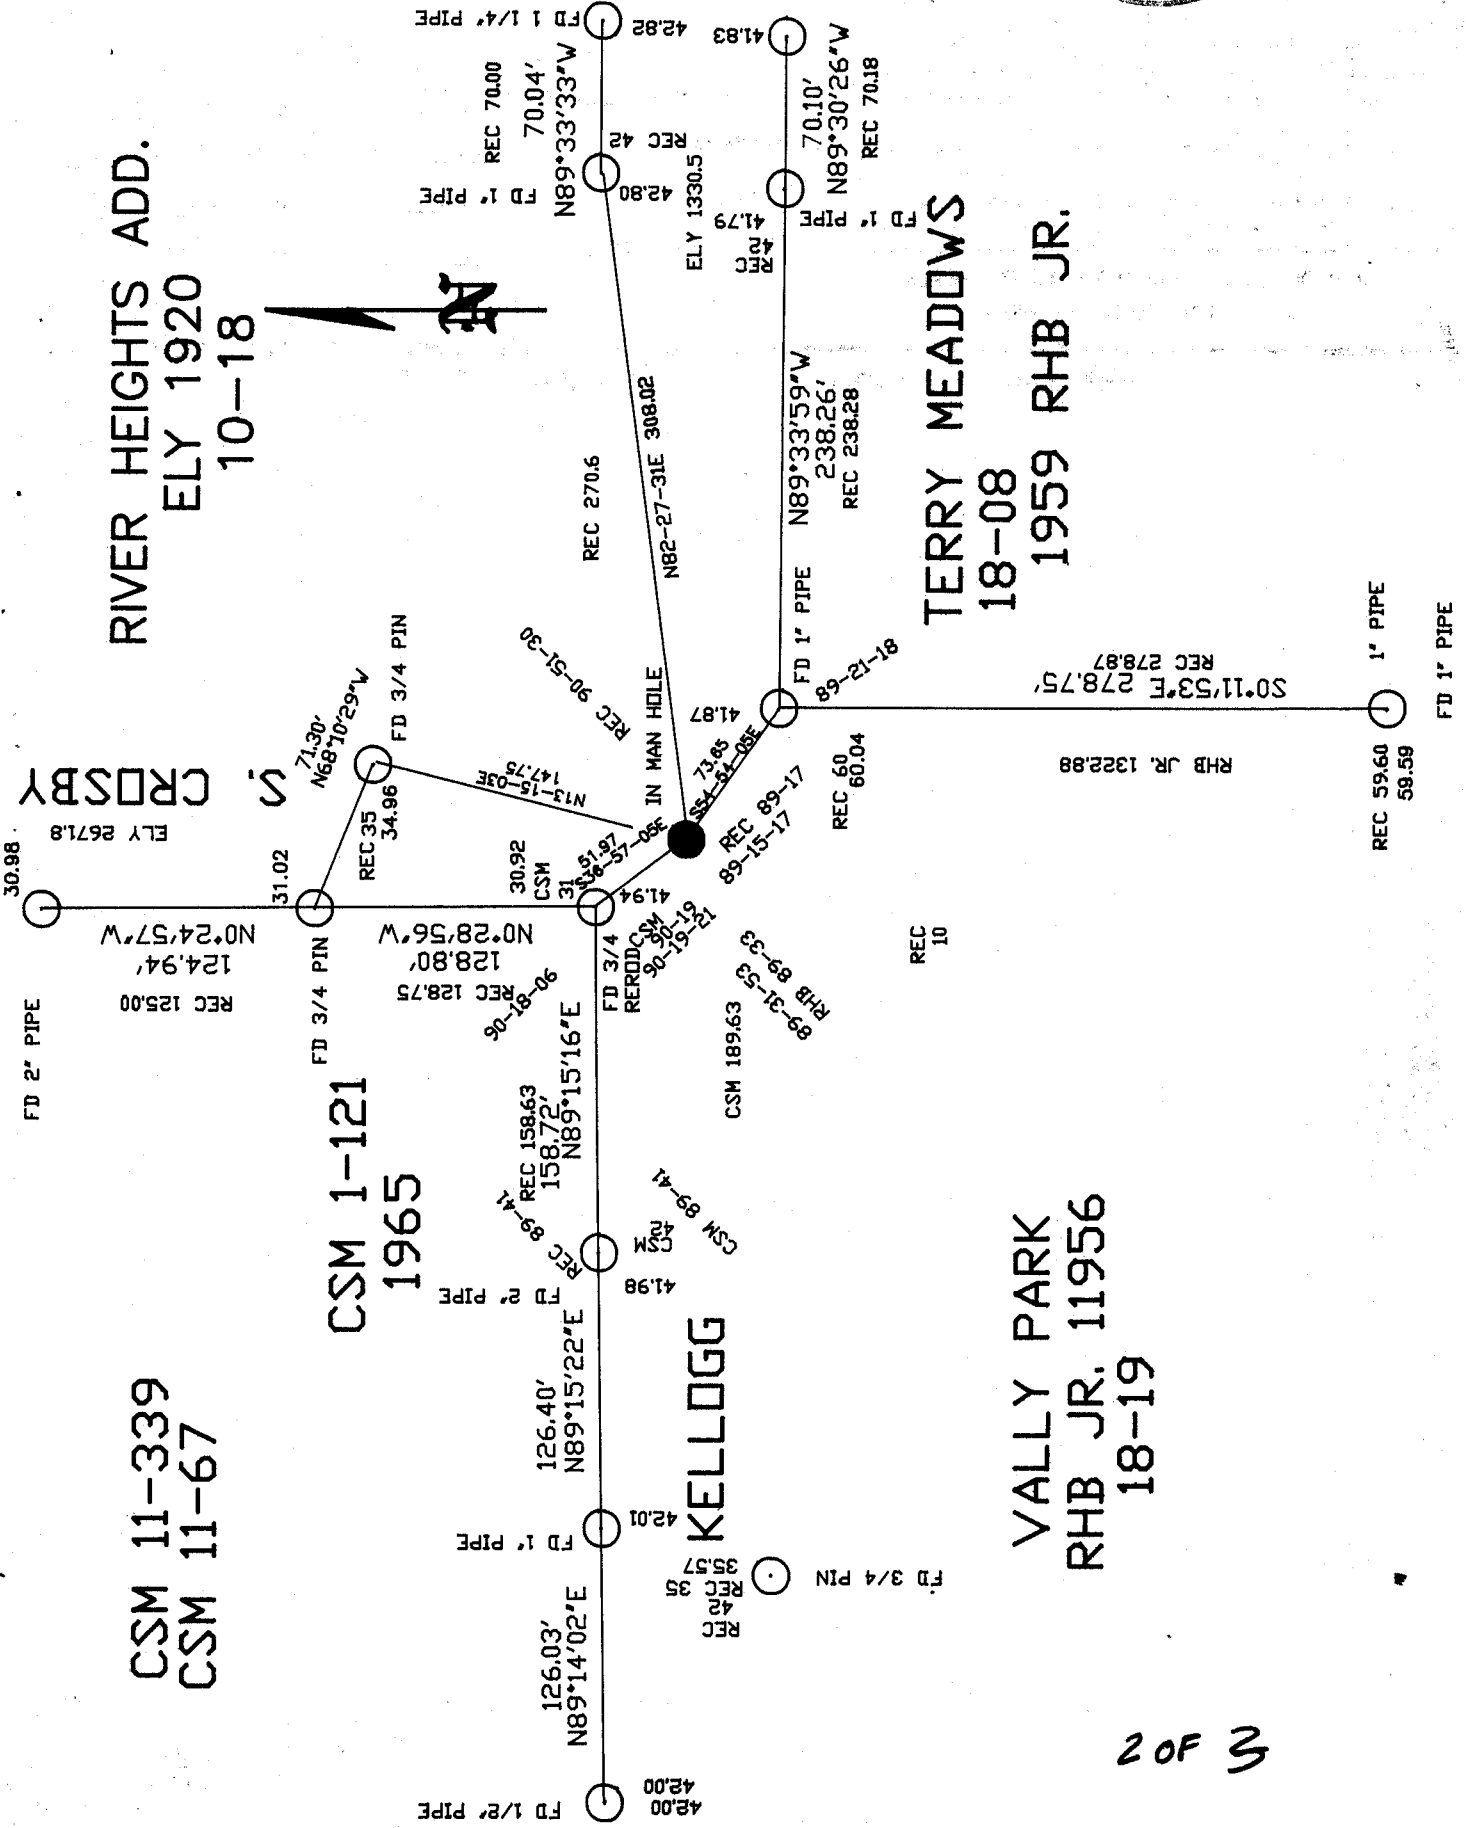 CSM 11-339
CSM 11-67
CSM 1-121
1965
RIVER HEIGHTS ADD.
ELY 1920
10-18
N
S. CROSBY
ELY 2671.8
FD 2" PIPE
30.98
REC 125.00
124.94'
N0°24'57"W
31.02
FD 3/4 PIN
71.30'
N68°10'29"W
FD 3/4 PIN
REC 35
34.96
REC 128.75
128.80'
N0°28'56"W
30.92
CSM
31
N13-15-03E
147.75
51.97
S36-57-05E
IN MAN HOLE
REC 90-51-30
REC 270.6
N82-27-31E 308.02
FD 1 1/4" PIPE
42.82
REC 70.00
70.04'
N89°33'33"W
REC 42
FD 1" PIPE
42.80
ELY 1330.5
41.83
70.10'
N89°30'26"W
REC 70.18
FD 1" PIPE
41.79
REC
42
N89°33'59"W
238.26'
REC 238.28
FD 1" PIPE
89-21-18
41.87
73.65
S54-54-05E
REC 89-17
89-15-17
REC 60
60.04
S0°11'53"E 278.75'
REC 278.87
RHB JR. 1322.88
REC 59.60
59.59
1" PIPE
FD 1" PIPE
TERRY MEADOWS
18-08
1959 RHB JR.
FD 1/2" PIPE
42.00
42.00
126.03'
N89°14'02"E
FD 1" PIPE
42.01
126.40'
N89°15'22"E
FD 2" PIPE
41.98
CSM
42
REC 89-41
CSM 89-41
REC 158.63
158.72'
N89°15'16"E
90-18-06
FD 3/4
REROD
41.94
CSM
90-19
90-19-21
CSM 189.63
89-31-53
RHB 89-33
REC
10
KELLOGG
REC
42
REC 35
35.57
FD 3/4 PIN
VALLY PARK
RHB JR. 11956
18-19
2 OF 3